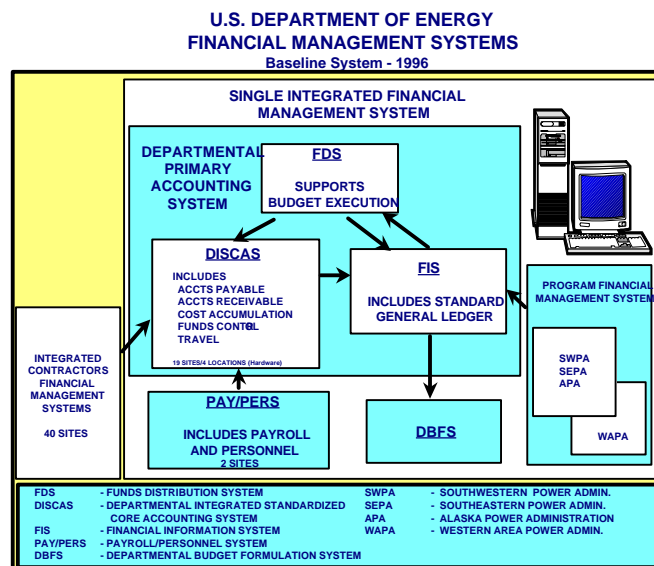 U.S. DEPARTMENT OF ENERGY
FINANCIAL MANAGEMENT SYSTEMS
Baseline System - 1996
SINGLE INTEGRATED FINANCIAL
MANAGEMENT SYSTEM
DEPARTMENTAL
PRIMARY
ACCOUNTING
SYSTEM
FDS
SUPPORTS
BUDGET EXECUTION
DISCAS
INCLUDES
ACCTS PAYABLE
ACCTS RECEIVABLE
COST ACCUMULATION
FUNDS CONTROL
TRAVEL
19 SITES/4 LOCATIONS (Hardware)
FIS
INCLUDES STANDARD
GENERAL LEDGER
PROGRAM FINANCIAL
MANAGEMENT SYSTEM
SWPA
SEPA
APA
WAPA
INTEGRATED
CONTRACTORS
FINANCIAL
MANAGEMENT
SYSTEMS
40 SITES
PAY/PERS
INCLUDES PAYROLL
AND PERSONNEL
2 SITES
DBFS
FDS - FUNDS DISTRIBUTION SYSTEM
DISCAS - DEPARTMENTAL INTEGRATED STANDARDIZED
CORE ACCOUNTING SYSTEM
FIS - FINANCIAL INFORMATION SYSTEM
PAY/PERS - PAYROLL/PERSONNEL SYSTEM
DBFS - DEPARTMENTAL BUDGET FORMULATION SYSTEM
SWPA - SOUTHWESTERN POWER ADMIN.
SEPA - SOUTHEASTERN POWER ADMIN.
APA - ALASKA POWER ADMINISTRATION
WAPA - WESTERN AREA POWER ADMIN.